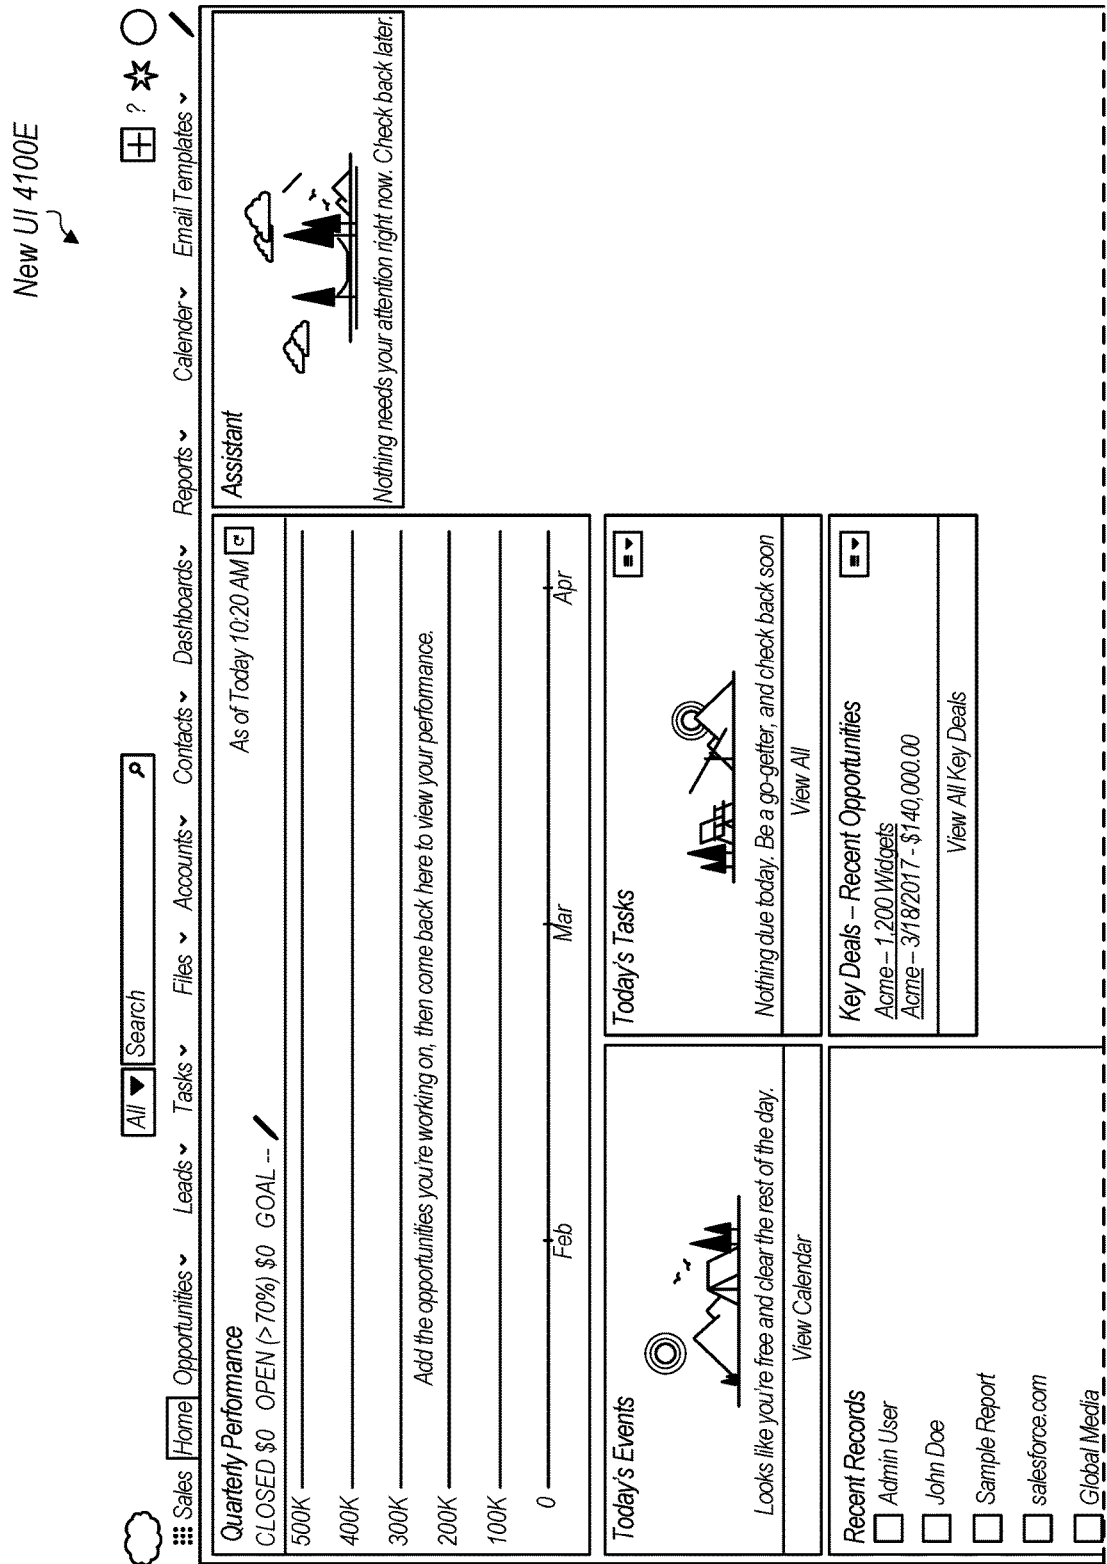 New UI 4100E
All Search
?
Sales Home Opportunities Leads Tasks Files Accounts Contacts Dashboards Reports Calender Email Templates
Quarterly Performance
As of Today 10:20 AM
CLOSED $0 OPEN (>70%) $0 GOAL --
500K
400K
300K
Add the opportunities you're working on, then come back here to view your performance.
200K
100K
0
Feb Mar Apr
Assistant
Nothing needs your attention right now. Check back later.
Today's Events
Looks like you're free and clear the rest of the day.
View Calendar
Today's Tasks
Nothing due today. Be a go-getter, and check back soon
View All
Recent Records
Admin User
John Doe
Sample Report
salesforce.com
Global Media
Key Deals – Recent Opportunities
Acme – 1,200 Widgets
Acme – 3/18/2017 - $140,000.00
View All Key Deals